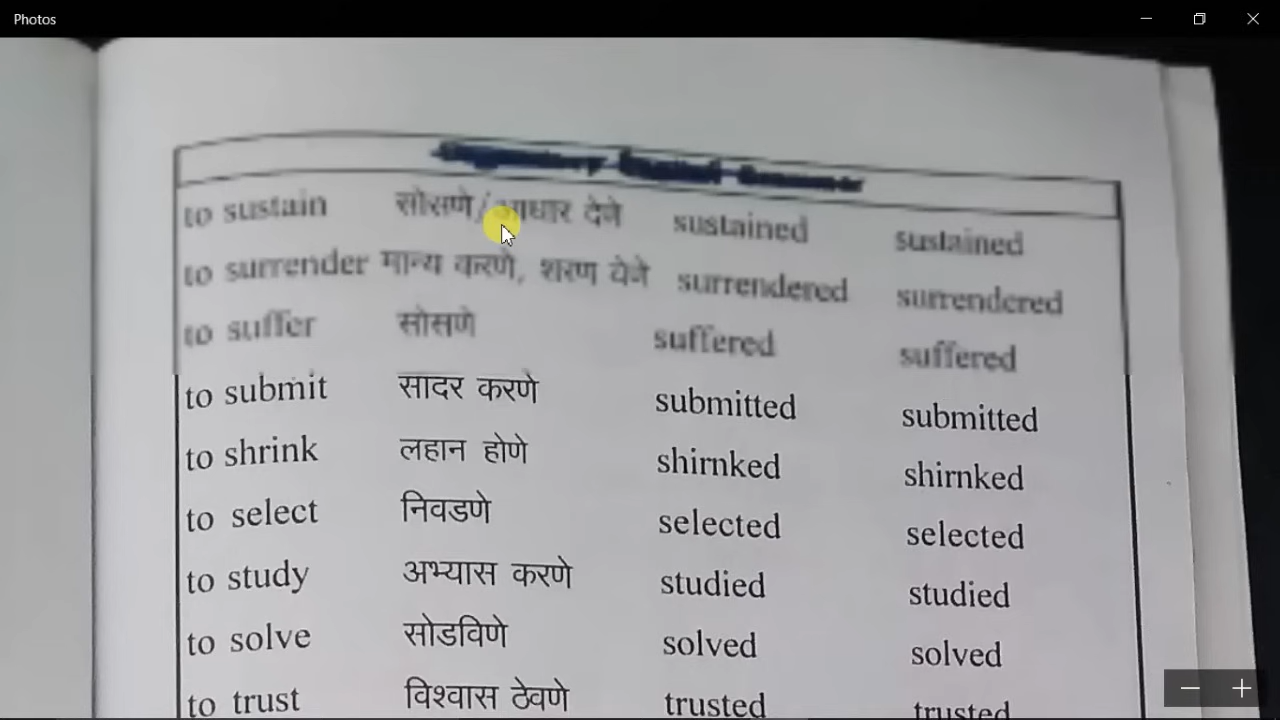 Photos
to sustain सोसणे/आधार देने sustained sustained
to surrender मान्य करणे, शरण येने surrendered surrendered
to suffer सोसणे suffered suffered
to submit सादर करणे submitted submitted
to shrink लहान होणे shirnked shirnked
to select निवडणे selected selected
to study अभ्यास करणे studied studied
to solve सोडविणे solved solved
to trust विश्वास ठेवणे trusted trusted